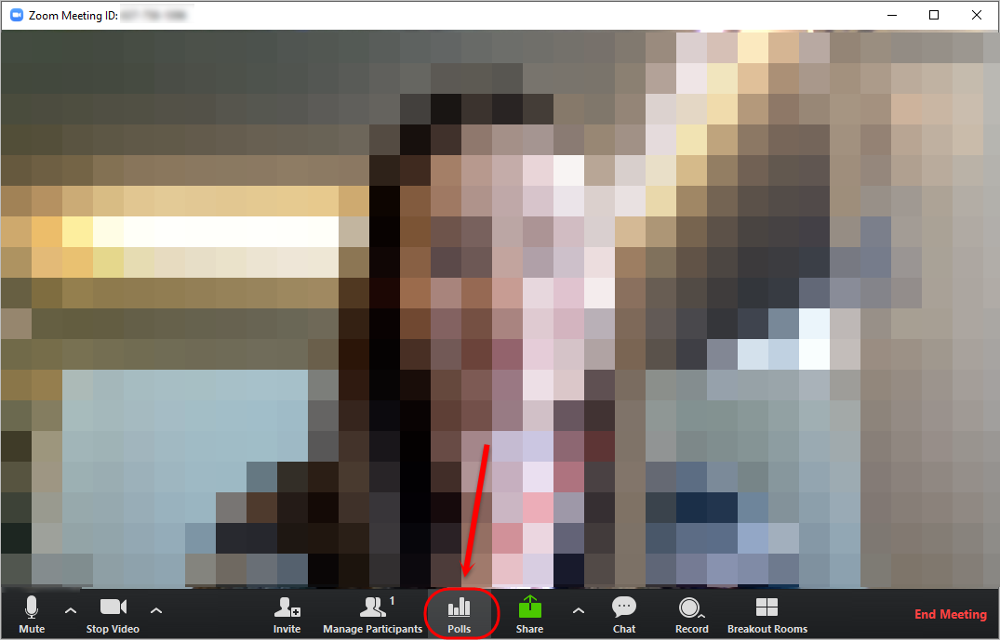 Zoom Meeting ID:
1
Mute
Stop Video
Invite
Manage Participants
Polls
Share
Chat
Record
Breakout Rooms
End Meeting